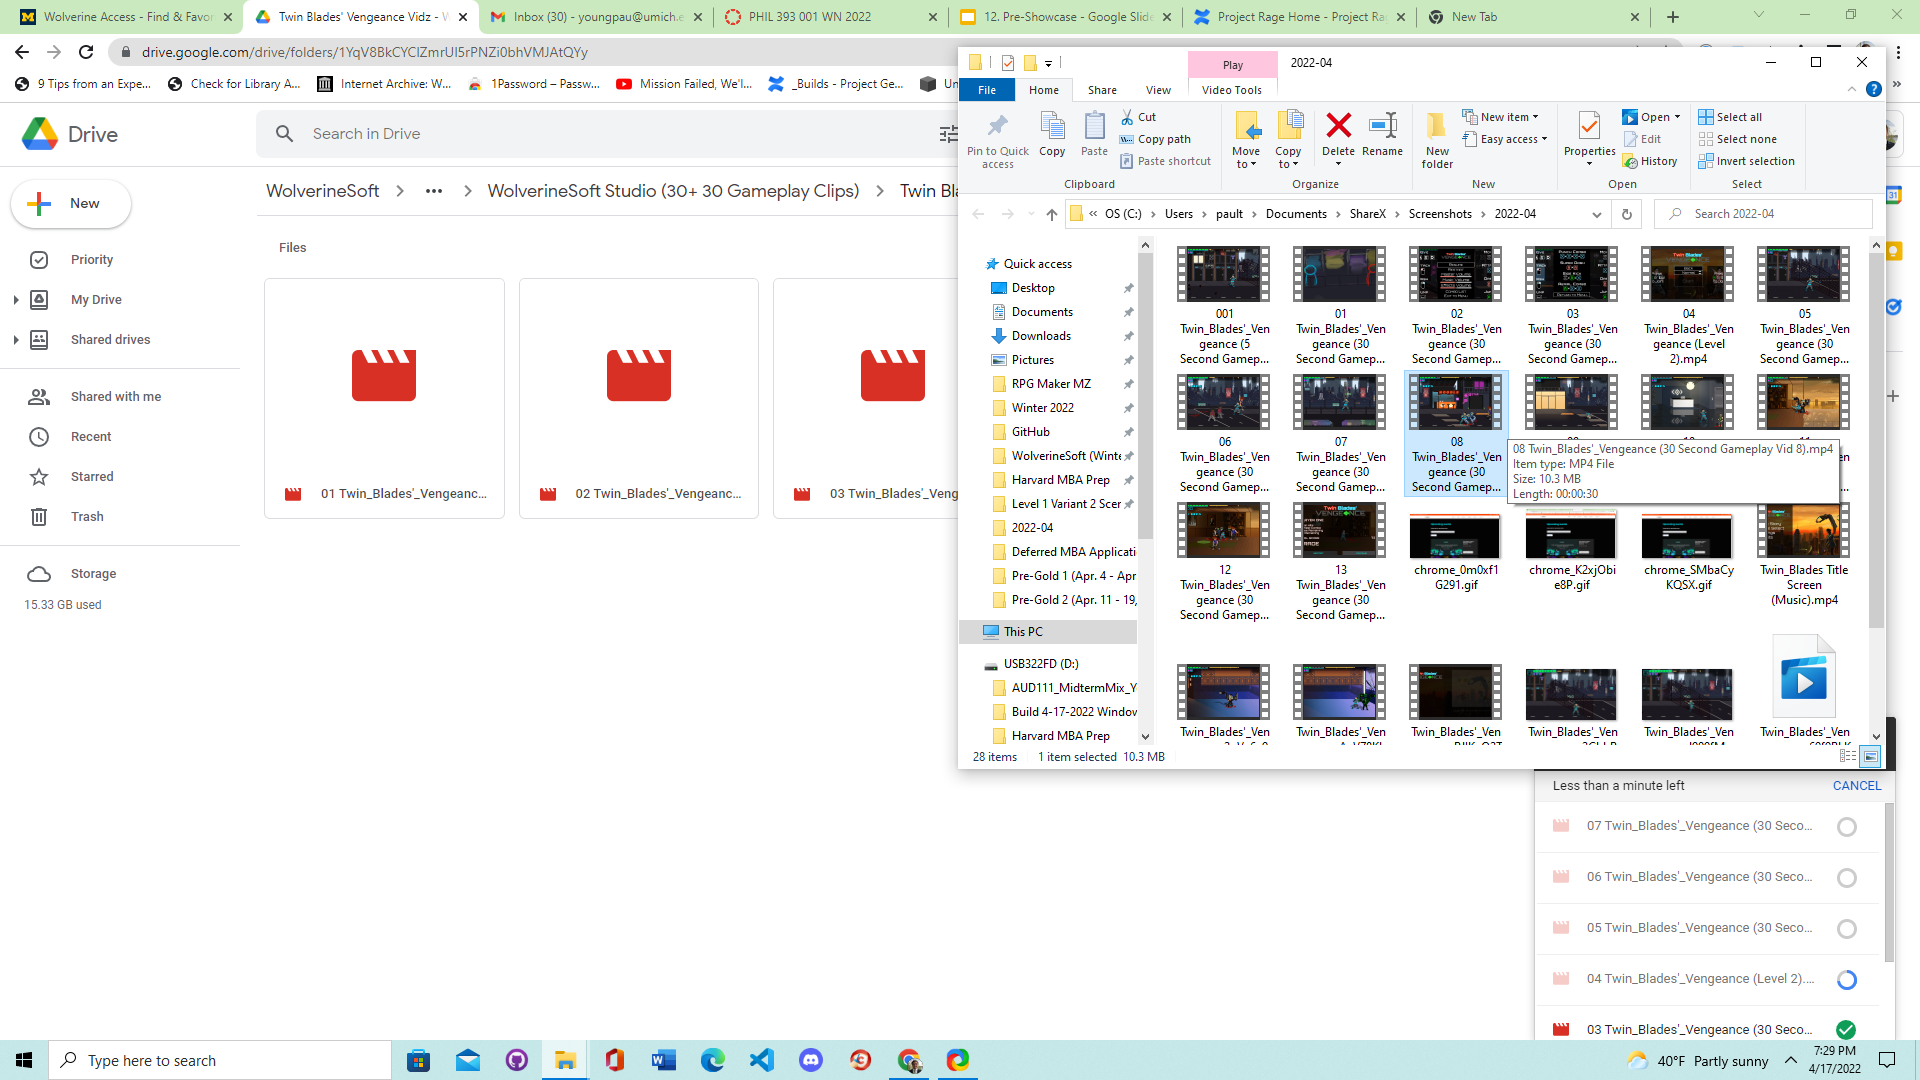 Wolverine Access - Find & Favor
Twin Blades' Vengeance Vidz - W
Inbox (30) - youngpau@umich.e
PHIL 393 001 WN 2022
12. Pre-Showcase - Google Slide
Project Rage Home - Project Rag
New Tab
drive.google.com/drive/folders/1YqV8BkCYClZmrUI5rPNZi0bhVMJAtQYy
9 Tips from an Expe...
Check for Library A...
Internet Archive: W...
1Password – Passw...
Mission Failed, We'l...
_Builds - Project Ge...
Un
Drive
Search in Drive
New
WolverineSoft
WolverineSoft Studio (30+ 30 Gameplay Clips)
Twin Bla
Priority
My Drive
Shared drives
Shared with me
Recent
Starred
Trash
Storage
15.33 GB used
Files
01 Twin_Blades'_Vengeanc...
02 Twin_Blades'_Vengeanc...
03 Twin_Blades'_Veng
Play
2022-04
File
Home
Share
View
Video Tools
Pin to Quick access
Copy
Paste
Cut
Copy path
Paste shortcut
Clipboard
Move to
Copy to
Delete
Rename
Organize
New folder
New item
Easy access
New
Properties
Open
Edit
History
Open
Select all
Select none
Invert selection
Select
« OS (C:) › Users › pault › Documents › ShareX › Screenshots › 2022-04
Search 2022-04
Quick access
Desktop
Documents
Downloads
Pictures
RPG Maker MZ
Winter 2022
GitHub
WolverineSoft (Winte
Harvard MBA Prep
Level 1 Variant 2 Scer
2022-04
Deferred MBA Applicati
Pre-Gold 1 (Apr. 4 - Apr
Pre-Gold 2 (Apr. 11 - 19,
This PC
USB322FD (D:)
AUD111_MidtermMix_Y
Build 4-17-2022 Window
Harvard MBA Prep
001 Twin_Blades'_Vengeance (5 Second Gamep...
01 Twin_Blades'_Vengeance (30 Second Gamep...
02 Twin_Blades'_Vengeance (30 Second Gamep...
03 Twin_Blades'_Vengeance (30 Second Gamep...
04 Twin_Blades'_Vengeance (Level 2).mp4
05 Twin_Blades'_Vengeance (30 Second Gamep...
06 Twin_Blades'_Vengeance (30 Second Gamep...
07 Twin_Blades'_Vengeance (30 Second Gamep...
08 Twin_Blades'_Vengeance (30 Second Gamep...
08 Twin_Blades'_Vengeance (30 Second Gameplay Vid 8).mp4
Item type: MP4 File
Size: 10.3 MB
Length: 00:00:30
12 Twin_Blades'_Vengeance (30 Second Gamep...
13 Twin_Blades'_Vengeance (30 Second Gamep...
chrome_0m0xf1G291.gif
chrome_K2xjObie8P.gif
chrome_SMbaCyKQSX.gif
Twin_Blades Title Screen (Music).mp4
Twin_Blades'_Ven
Twin_Blades'_Ven
Twin_Blades'_Ven
Twin_Blades'_Ven
Twin_Blades'_Ven
Twin_Blades'_Ven
28 items
1 item selected 10.3 MB
Less than a minute left
CANCEL
07 Twin_Blades'_Vengeance (30 Seco...
06 Twin_Blades'_Vengeance (30 Seco...
05 Twin_Blades'_Vengeance (30 Seco...
04 Twin_Blades'_Vengeance (Level 2)....
03 Twin_Blades'_Vengeance (30 Seco...
Type here to search
40°F Partly sunny
7:29 PM
4/17/2022